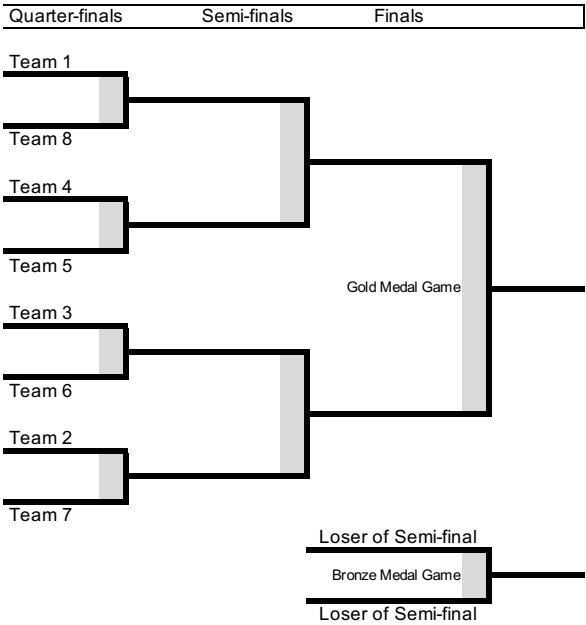 Quarter-finals Semi-finals Finals
Team 1
Team 8
Team 4
Team 5
Gold Medal Game
Team 3
Team 6
Team 2
Team 7
Loser of Semi-final
Bronze Medal Game
Loser of Semi-final